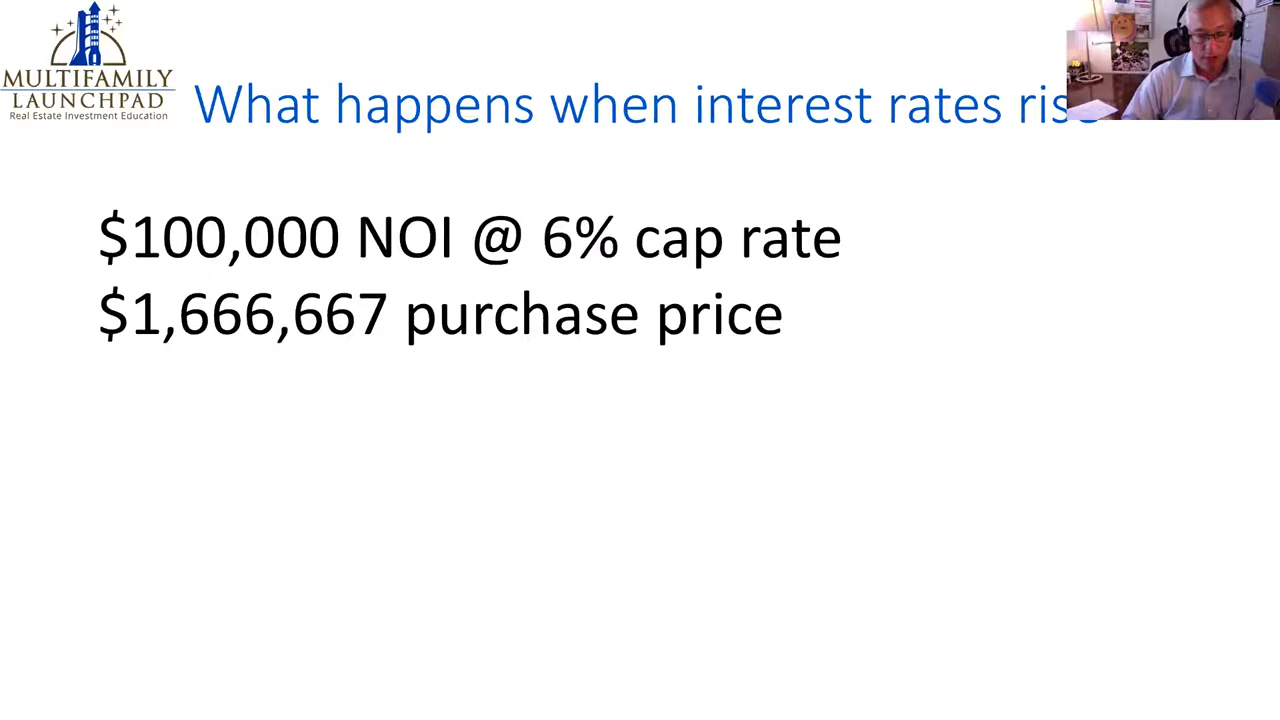 MULTIFAMILY
LAUNCHPAD
Real Estate Investment Education
What happens when interest rates rise
$100,000 NOI @ 6% cap rate
$1,666,667 purchase price